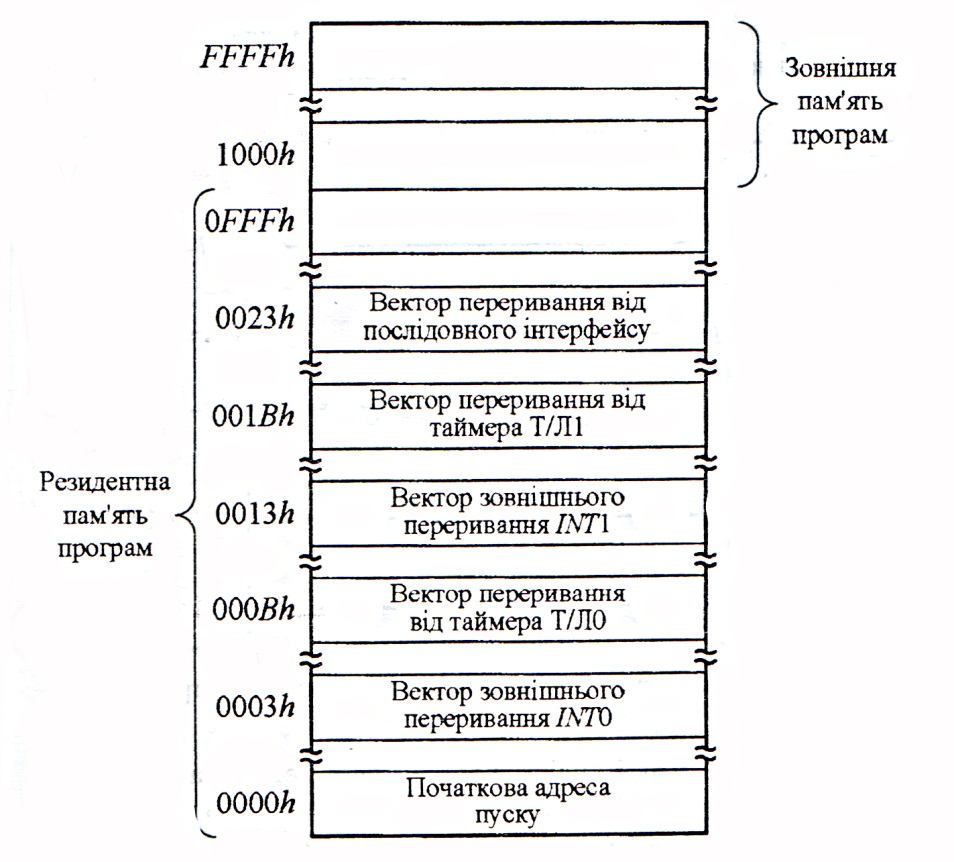 FFFFh
Зовнішня
пам'ять
програм
1000h
0FFFh
0023h
Вектор переривання від
послідовного інтерфейсу
001Bh
Вектор переривання від
таймера Т/Л1
Резидентна
пам'ять
програм
0013h
Вектор зовнішнього
переривання INT1
000Bh
Вектор переривання
від таймера Т/Л0
0003h
Вектор зовнішнього
переривання INT0
0000h
Початкова адреса
пуску